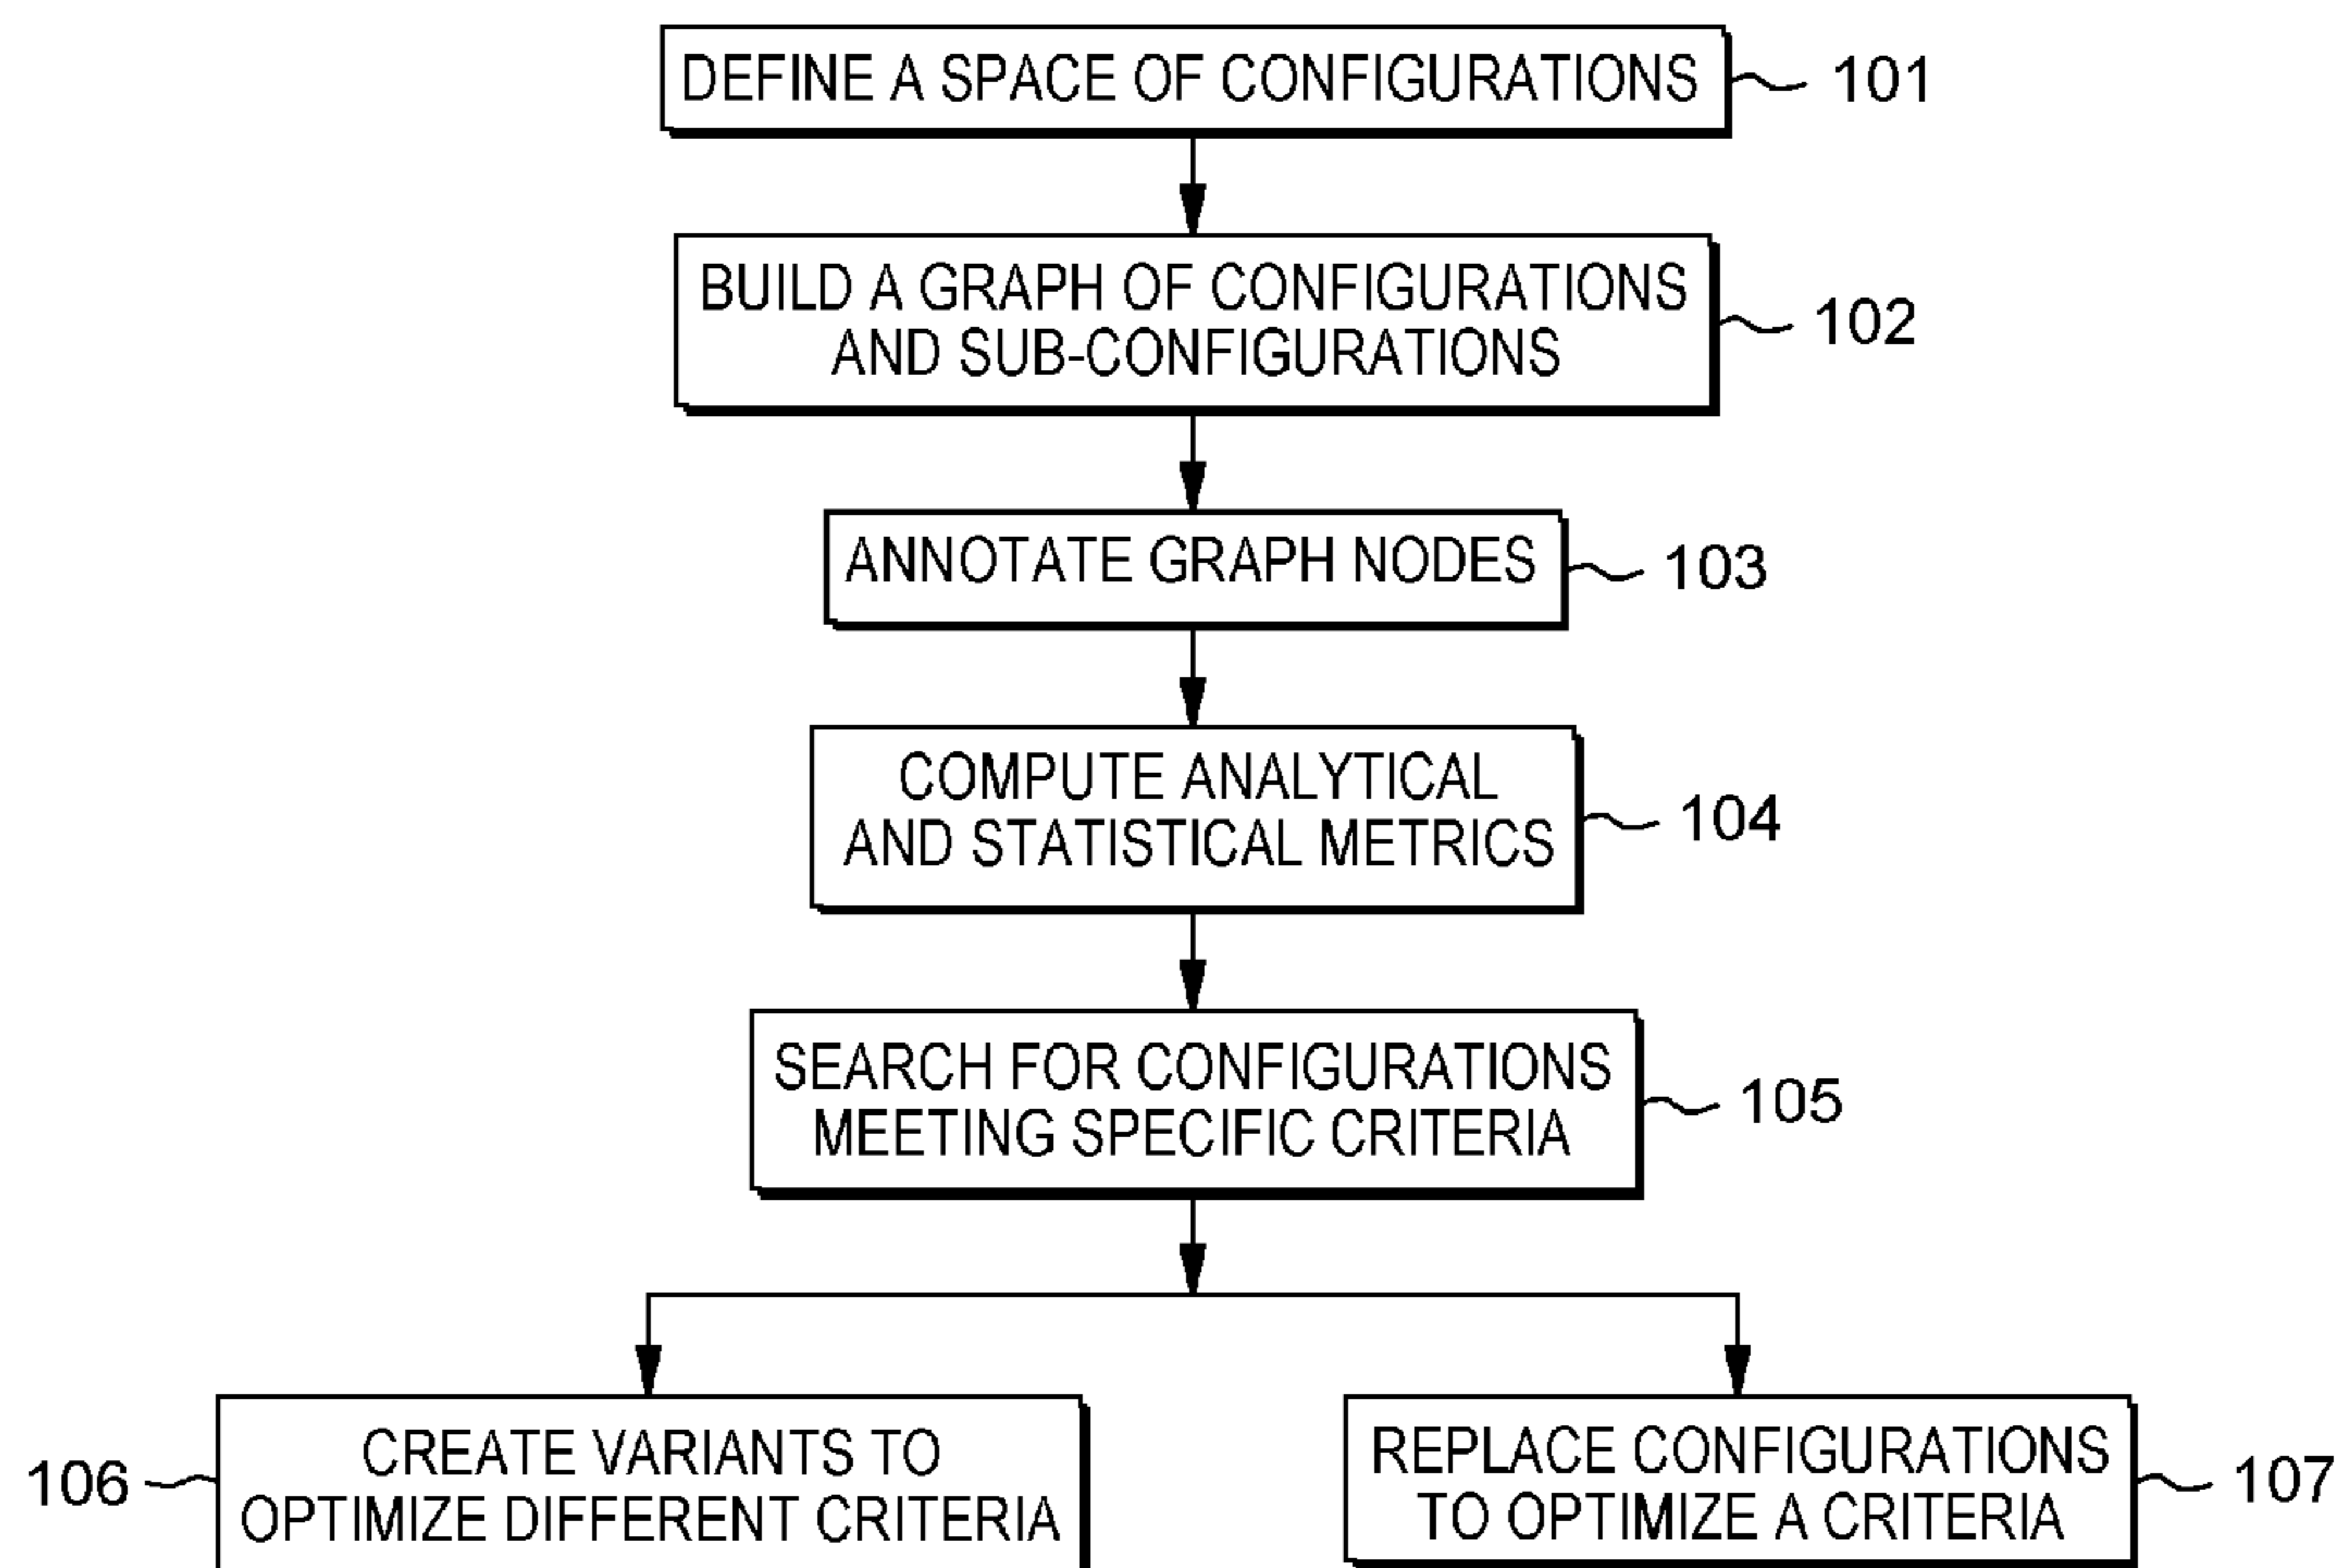 DEFINE A SPACE OF CONFIGURATIONS
101
BUILD A GRAPH OF CONFIGURATIONS
AND SUB-CONFIGURATIONS
102
ANNOTATE GRAPH NODES
103
COMPUTE ANALYTICAL
AND STATISTICAL METRICS
104
SEARCH FOR CONFIGURATIONS
MEETING SPECIFIC CRITERIA
105
106
CREATE VARIANTS TO
OPTIMIZE DIFFERENT CRITERIA
REPLACE CONFIGURATIONS
TO OPTIMIZE A CRITERIA
107